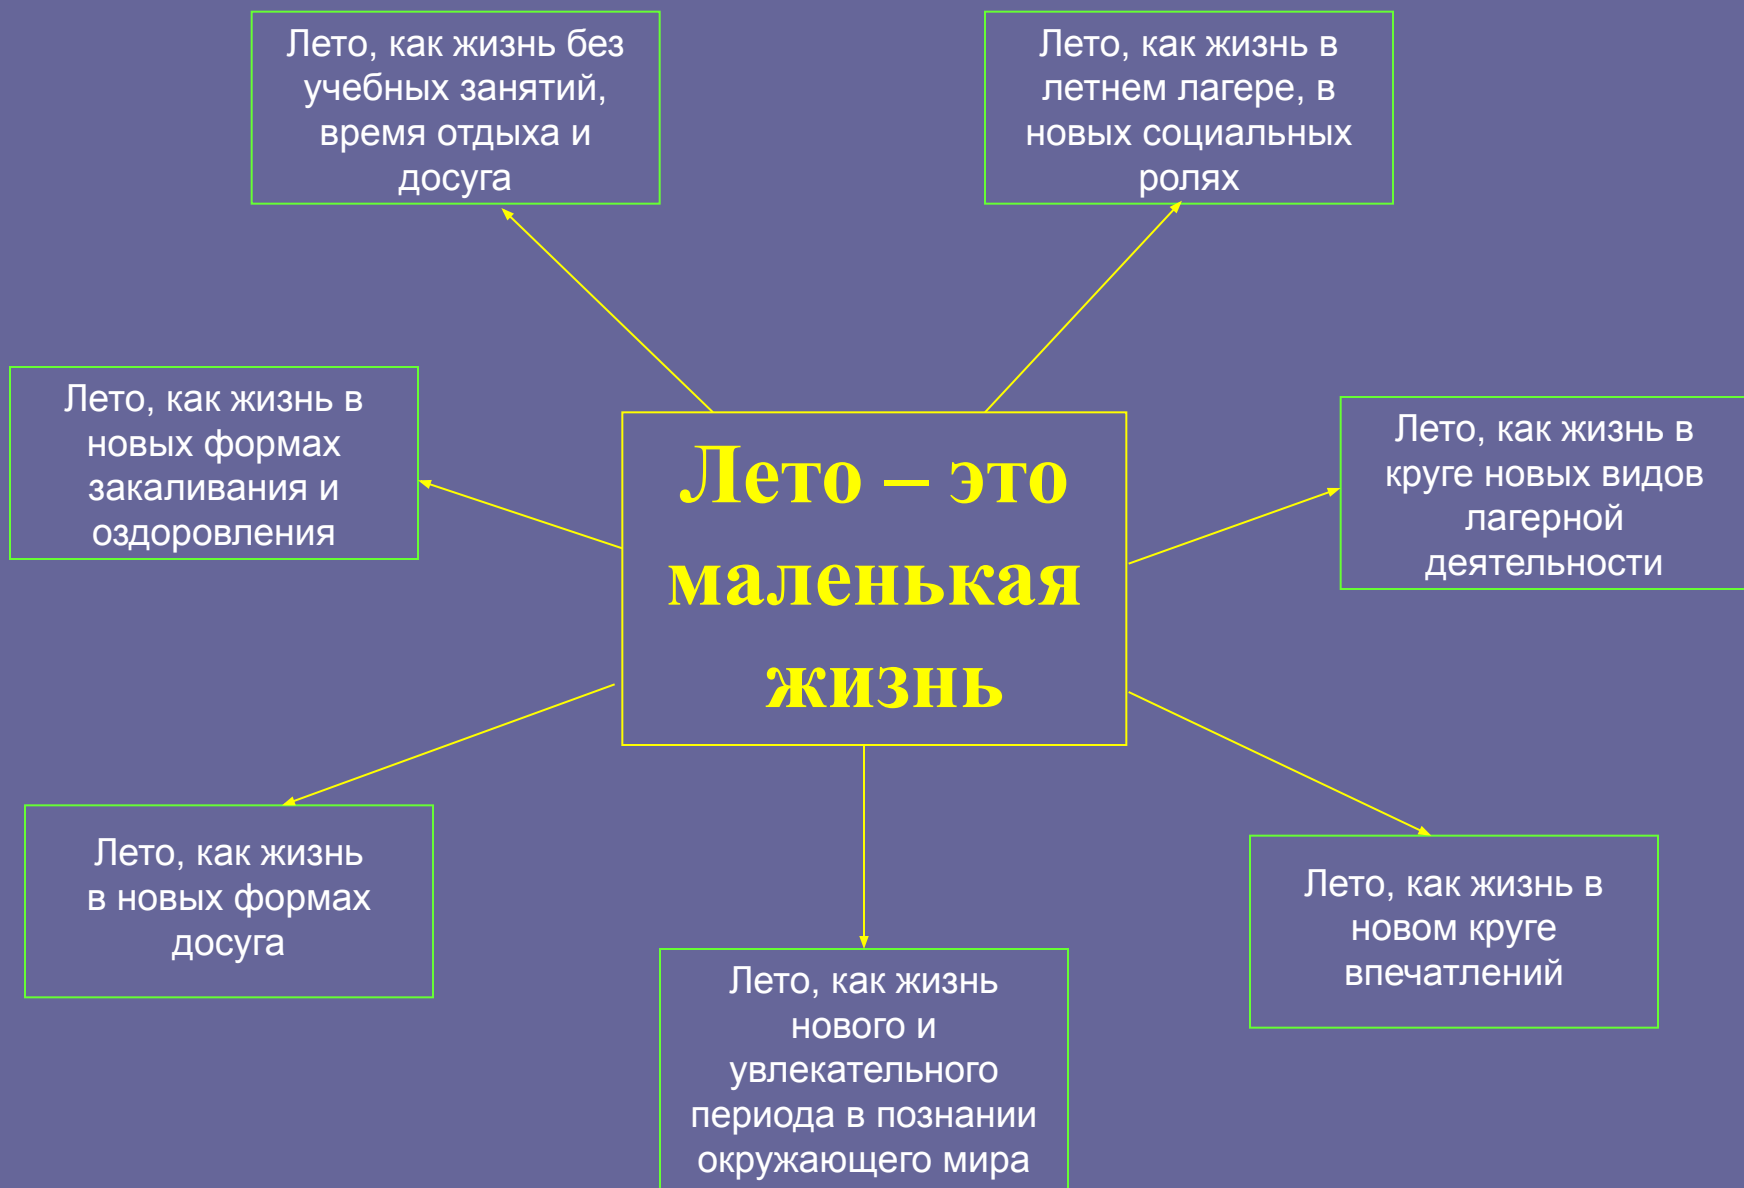 Лето, как жизнь без
учебных занятий,
время отдыха и
досуга
Лето, как жизнь в
летнем лагере, в
новых социальных
ролях
Лето, как жизнь в
новых формах
закаливания и
оздоровления
Лето – это
маленькая
жизнь
Лето, как жизнь в
круге новых видов
лагерной
деятельности
Лето, как жизнь
в новых формах
досуга
Лето, как жизнь
нового и
увлекательного
периода в познании
окружающего мира
Лето, как жизнь в
новом круге
впечатлений